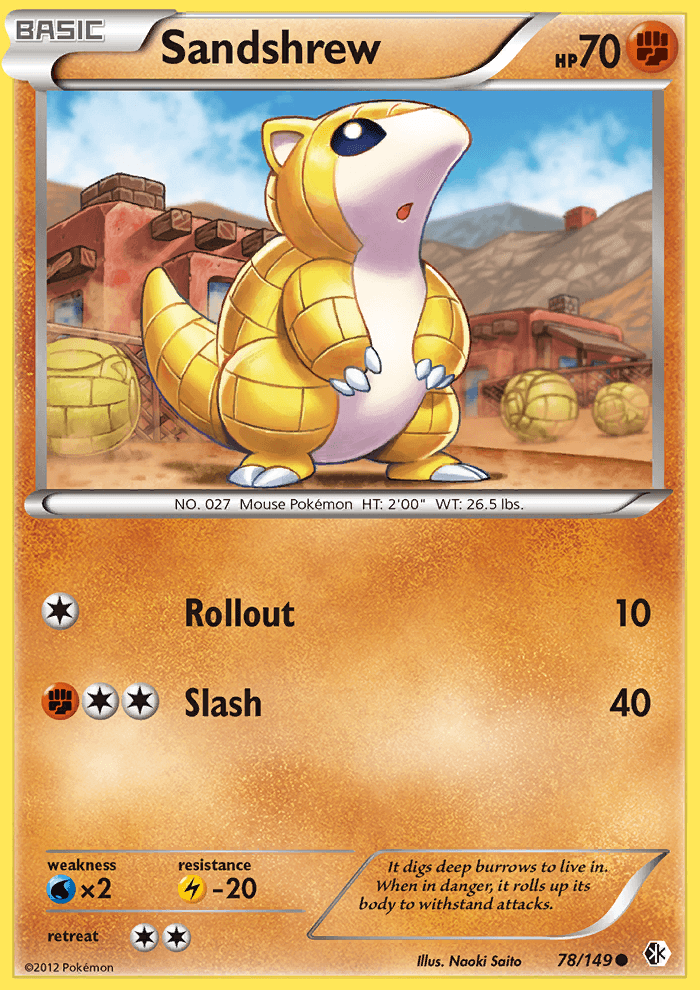 BASIC
Sandshrew
HP70
NO. 027 Mouse Pokémon HT: 2'00" WT: 26.5 lbs.
Rollout 10
Slash 40
weakness resistance
×2 -20
It digs deep burrows to live in.
When in danger, it rolls up its
body to withstand attacks.
retreat
©2012 Pokémon
Illus. Naoki Saito 78/149